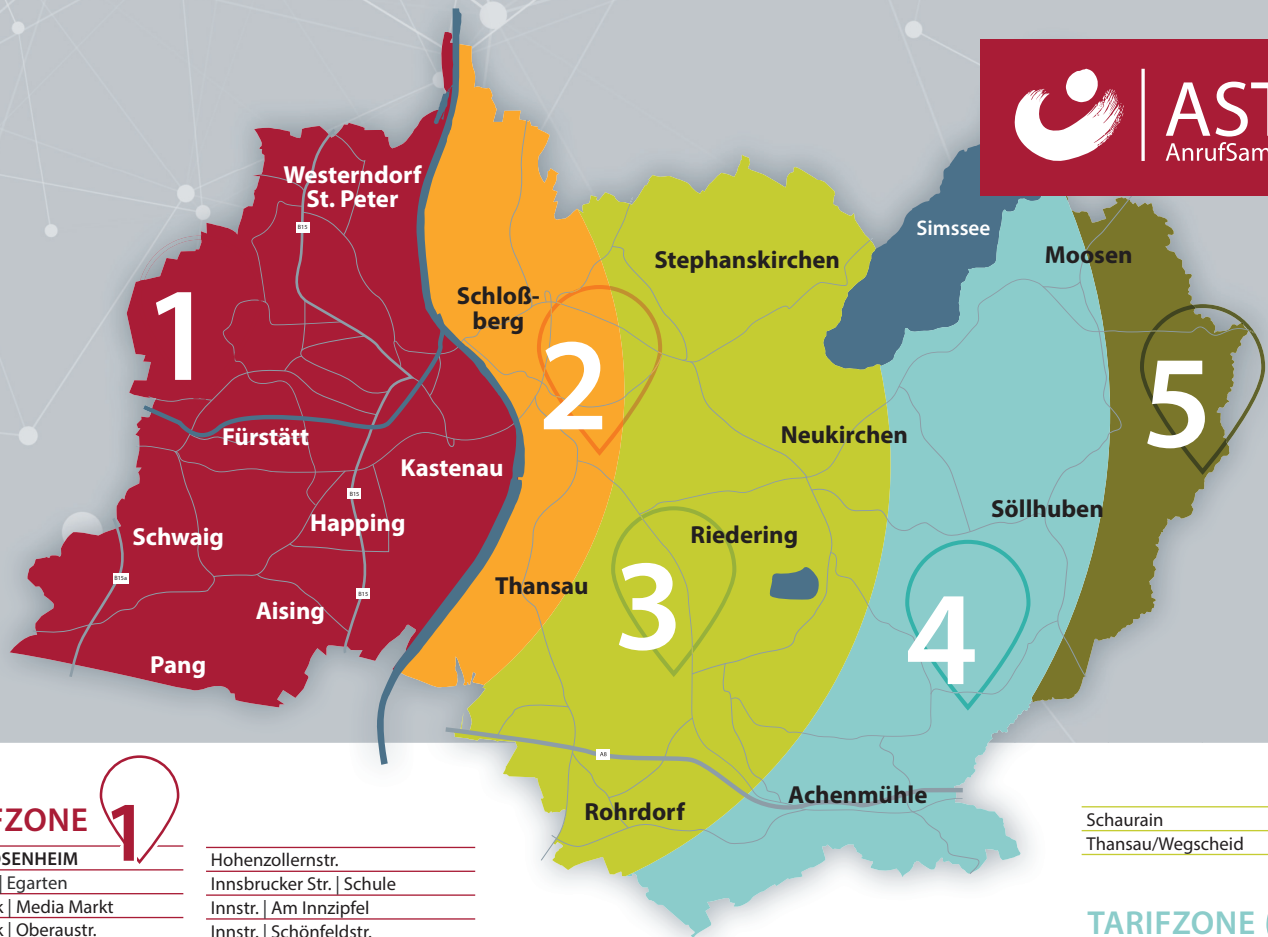 AST
AnrufSam
Westerndorf
St. Peter
B15
Simssee
Moosen
Stephanskirchen
Schloß-
berg
1
2
5
Fürstätt
Neukirchen
Kastenau
B15
Happing
Söllhuben
Schwaig
Riedering
B15a
Thansau
3
B15
4
Aising
Pang
A8
Achenmühle
Rohrdorf
FZONE 1
OSENHEIM
| Egarten
k | Media Markt
k | Oberaustr.
Hohenzollernstr.
Innsbrucker Str. | Schule
Innstr. | Am Innzipfel
Innstr. | Schönfeldstr.
Schaurain
Thansau/Wegscheid
TARIFZONE